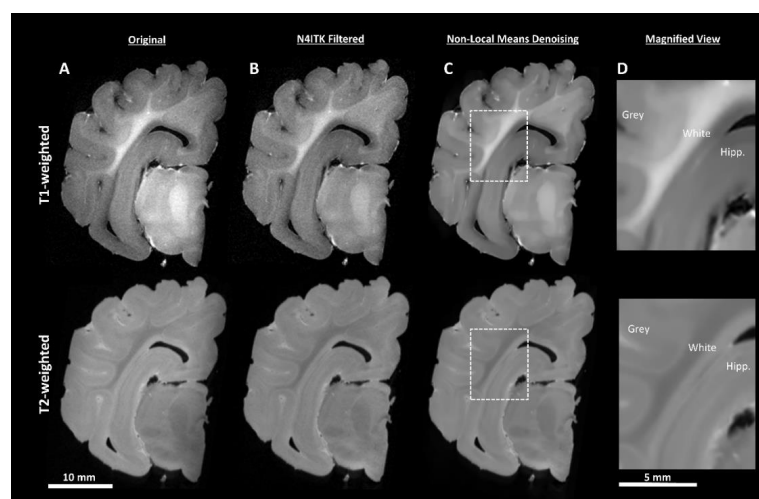 Original
N4ITK Filtered
Non-Local Means Denoising
Magnified View
A
B
C
D
T1-weighted
Grey
White
Hipp.
T2-weighted
Grey
White
Hipp.
10 mm
5 mm